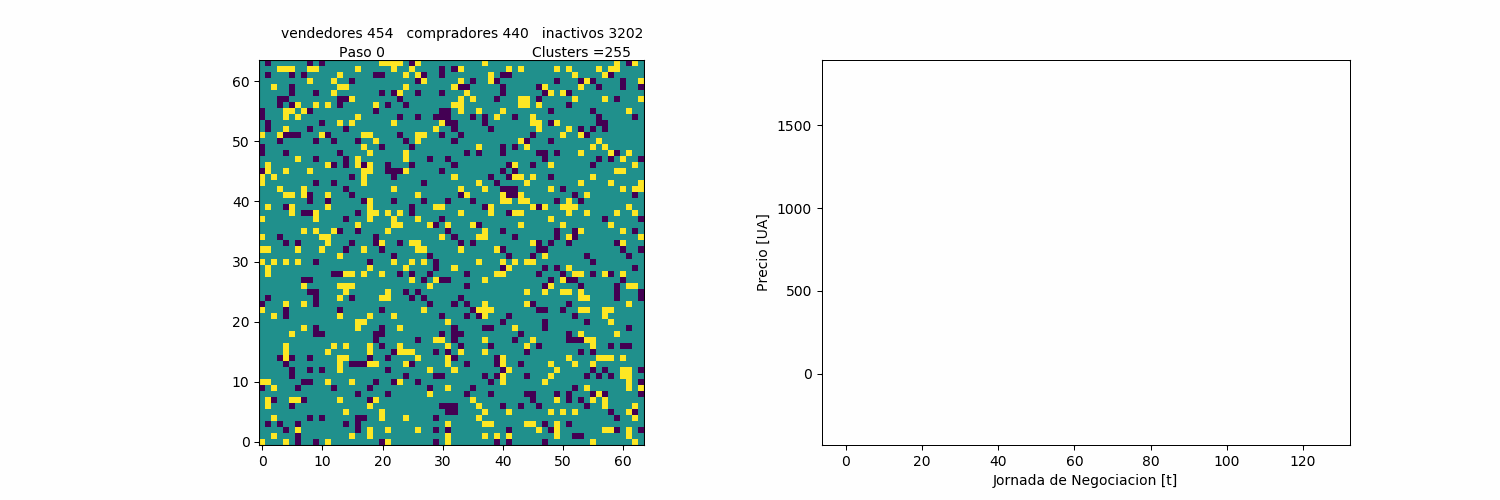 vendedores 454 compradores 440 inactivos 3202
Paso 0 Clusters =255
60
50
40
30
20
10
0
0 10 20 30 40 50 60
Precio [UA]
1500
1000
500
0
0 20 40 60 80 100 120
Jornada de Negociacion [t]